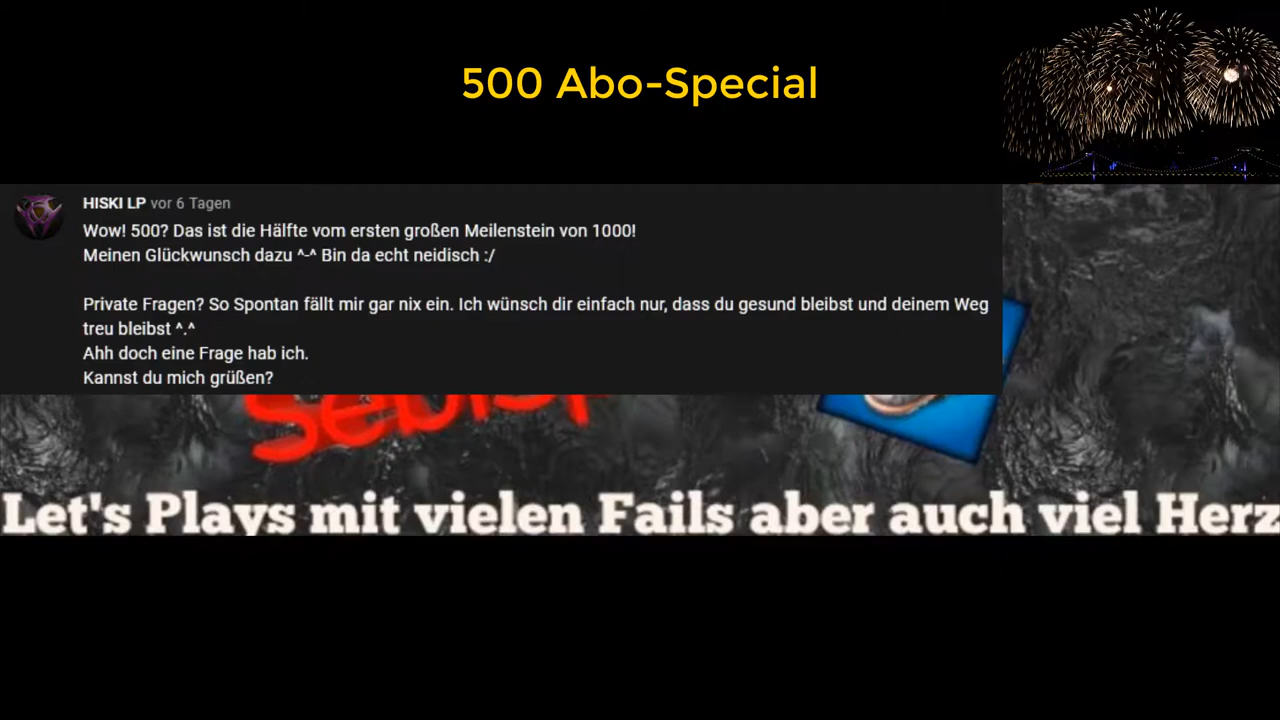 500 Abo-Special
HISKI LP vor 6 Tagen
Wow! 500? Das ist die Hälfte vom ersten großen Meilenstein von 1000!
Meinen Glückwunsch dazu ^-^ Bin da echt neidisch :/
Private Fragen? So Spontan fällt mir gar nix ein. Ich wünsch dir einfach nur, dass du gesund bleibst und deinem Weg
treu bleibst ^.^
Ahh doch eine Frage hab ich.
Kannst du mich grüßen?
Let's Plays mit vielen Fails aber auch viel Herz